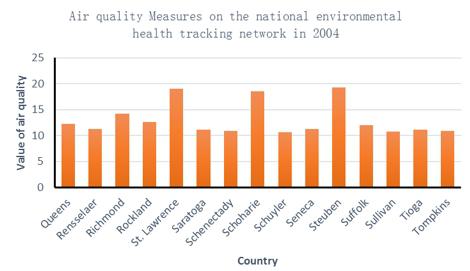 Air quality Measures on the national environmental
health tracking network in 2004
Value of air quality
25
20
15
10
5
0
Queens
Rensselaer
Richmond
Rockland
St. Lawrence
Saratoga
Schenectady
Schoharie
Schuyler
Seneca
Steuben
Suffolk
Sullivan
Tioga
Tompkins
Country